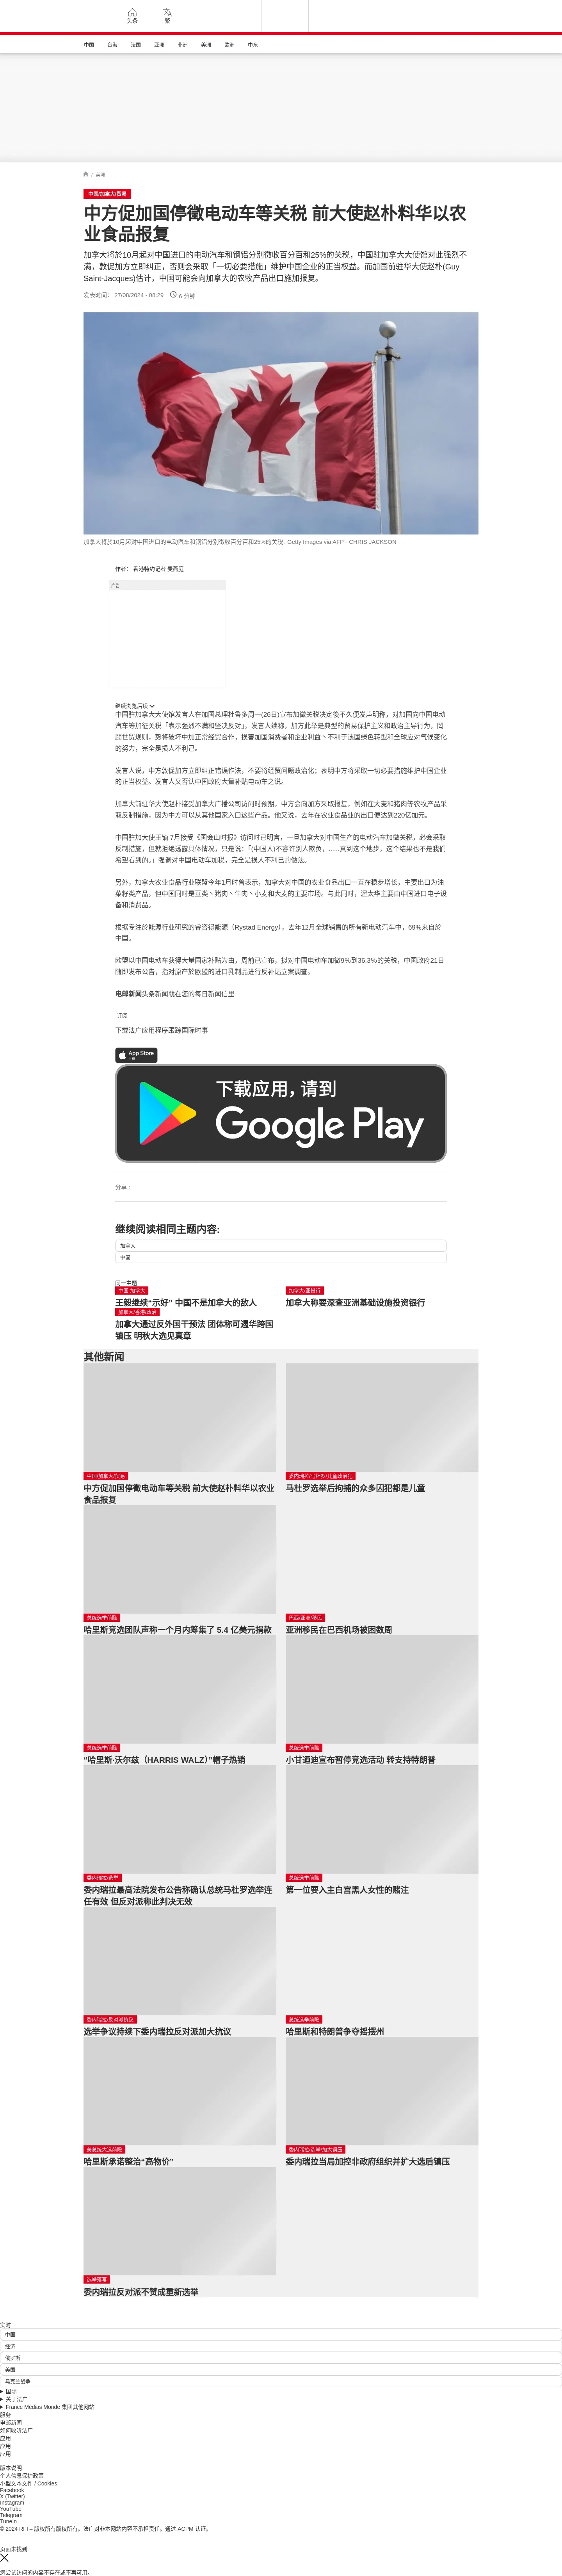 头条
繁
中国
台海
法国
亚洲
非洲
美洲
欧洲
中东
/ 美洲
中国/加拿大/贸易
中方促加国停徵电动车等关税 前大使赵朴料华以农
业食品报复
加拿大将於10月起对中国进口的电动汽车和钢铝分别徵收百分百和25%的关税，中国驻加拿大大使馆对此强烈不
满，敦促加方立即纠正，否则会采取「一切必要措施」维护中国企业的正当权益。而加国前驻华大使赵朴(Guy
Saint-Jacques)估计，中国可能会向加拿大的农牧产品出口施加报复。
发表时间： 27/08/2024 - 08:29
6 分钟
加拿大将於10月起对中国进口的电动汽车和钢铝分别徵收百分百和25%的关税. Getty Images via AFP - CHRIS JACKSON
作者： 香港特约记者 麦燕庭
广告
继续浏览后续
中国驻加拿大大使馆发言人在加国总理杜鲁多周一(26日)宣布加徵关税决定後不久便发声明称，对加国向中国电动
汽车等加征关税「表示强烈不满和坚决反对」。发言人续称，加方此举是典型的贸易保护主义和政治主导行为，罔
顾世贸规则，势将破坏中加正常经贸合作，损害加国消费者和企业利益丶不利于该国绿色转型和全球应对气候变化
的努力，完全是损人不利己。
发言人说，中方敦促加方立即纠正错误作法，不要将经贸问题政治化；表明中方将采取一切必要措施维护中国企业
的正当权益。发言人又否认中国政府大量补贴电动车之说。
加拿大前驻华大使赵朴接受加拿大广播公司访问时预期，中方会向加方采取报复，例如在大麦和猪肉等农牧产品采
取反制措施，因为中方可以从其他国家入口这些产品。他又说，去年在农业食品业的出口便达到220亿加元。
中国驻加大使王镝 7月接受《国会山时报》访问时已明言，一旦加拿大对中国生产的电动汽车加徵关税，必会采取
反制措施，但就拒绝透露具体情况，只是说:「(中国人)不容许别人欺负，……真到这个地步，这个结果也不是我们
希望看到的。」强调对中国电动车加税，完全是损人不利己的做法。
另外，加拿大农业食品行业联盟今年1月时曾表示，加拿大对中国的农业食品出口一直在稳步增长，主要出口为油
菜籽类产品，但中国同时是豆类丶猪肉丶牛肉丶小麦和大麦的主要市场。与此同时，渥太华主要由中国进口电子设
备和消费品。
根据专注於能源行业研究的睿咨得能源（Rystad Energy），去年12月全球销售的所有新电动汽车中，69%来自於
中国。
欧盟以中国电动车获得大量国家补贴为由，周前已宣布，拟对中国电动车加徵9％到36.3％的关税，中国政府21日
随即发布公告，指对原产於欧盟的进口乳制品进行反补贴立案调查。
电邮新闻头条新闻就在您的每日新闻信里
订阅
下载法广应用程序跟踪国际时事
App Store
下载
下载应用，请到
Google Play
分享 :
继续阅读相同主题内容:
加拿大
中国
同一主题
中国·加拿大
王毅继续“示好” 中国不是加拿大的敌人
加拿大/亚投行
加拿大称要深查亚洲基础设施投资银行
加拿大/香港/政治
加拿大通过反外国干预法 团体称可遏华跨国
镇压 明秋大选见真章
其他新闻
中国/加拿大/贸易
中方促加国停徵电动车等关税 前大使赵朴料华以农业
食品报复
委内瑞拉/马杜罗/儿童政治犯
马杜罗选举后拘捕的众多囚犯都是儿童
总统选举前瞻
哈里斯竞选团队声称一个月内筹集了 5.4 亿美元捐款
巴西/亚洲/移民
亚洲移民在巴西机场被困数周
总统选举前瞻
“哈里斯·沃尔兹（HARRIS WALZ）”帽子热销
总统选举前瞻
小甘迺迪宣布暂停竞选活动 转支持特朗普
委内瑞拉/选举
委内瑞拉最高法院发布公告称确认总统马杜罗选举连
任有效 但反对派称此判决无效
总统选举前瞻
第一位要入主白宫黑人女性的赌注
委内瑞拉/反对派抗议
选举争议持续下委内瑞拉反对派加大抗议
总统选举前瞻
哈里斯和特朗普争夺摇摆州
美总统大选前瞻
哈里斯承诺整治“高物价”
委内瑞拉/选举/加大镇压
委内瑞拉当局加控非政府组织并扩大选后镇压
选举落幕
委内瑞拉反对派不赞成重新选举
实时
中国
经济
俄罗斯
美国
乌克兰战争
国际
关于法广
France Médias Monde 集团其他网站
服务
电邮新闻
如何收听法广
应用
应用
应用
版本说明
个人信息保护政策
小型文本文件 / Cookies
Facebook
X (Twitter)
Instagram
YouTube
Telegram
TuneIn
© 2024 RFI – 版权所有版权所有。法广对非本网站内容不承担责任。通过 ACPM 认证。
页面未找到
您尝试访问的内容不存在或不再可用。